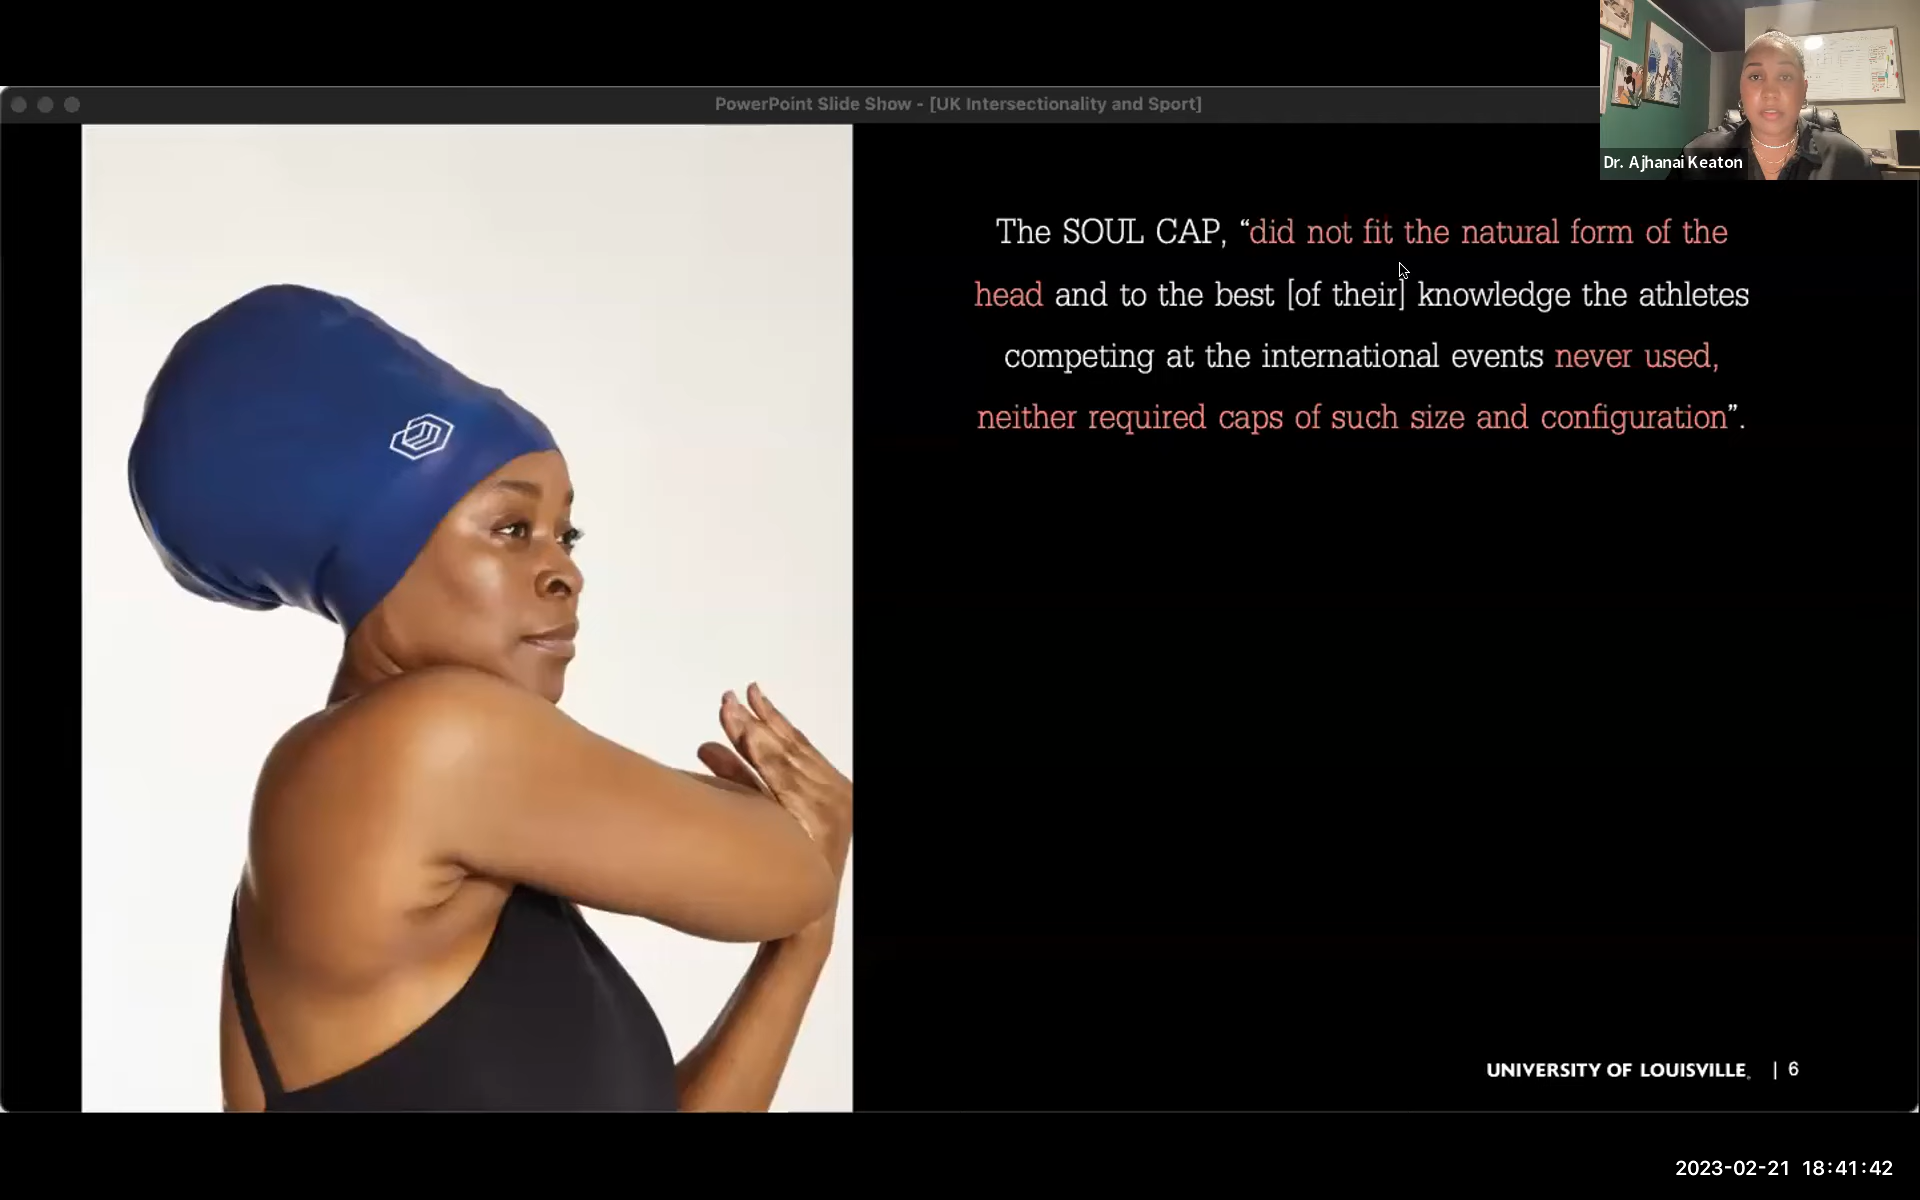 PowerPoint Slide Show - [UK Intersectionality and Sport]
Dr. Ajhanai Keaton
The SOUL CAP, “did not fit the natural form of the
head and to the best [of their] knowledge the athletes
competing at the international events never used,
neither required caps of such size and configuration”.
UNIVERSITY OF LOUISVILLE. | 6
2023-02-21 18:41:42